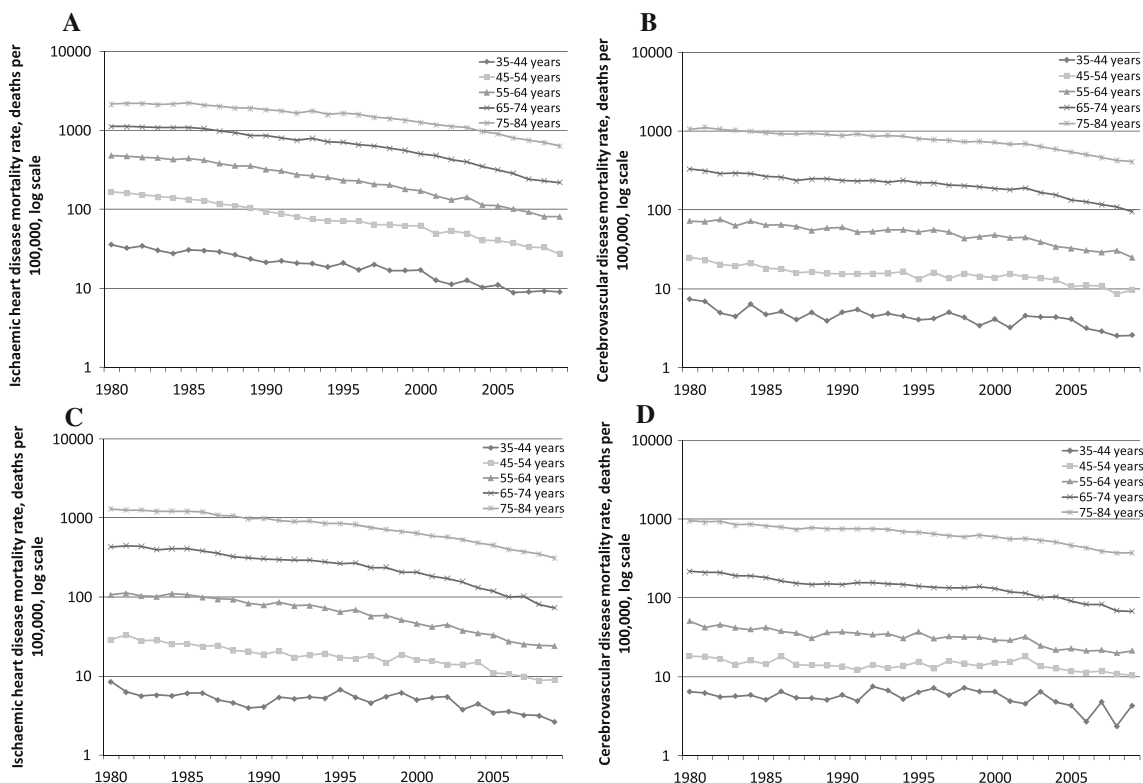 A
Ischaemic heart disease mortality rate, deaths per
100,000, log scale
10000
1000
100
10
1
1980
1985
1990
1995
2000
2005
35-44 years
45-54 years
55-64 years
65-74 years
75-84 years
B
Cerebrovascular disease mortality rate, deaths per
100,000, log scale
10000
1000
100
10
1
1980
1985
1990
1995
2000
2005
35-44 years
45-54 years
55-64 years
65-74 years
75-84 years
C
Ischaemic heart disease mortality rate, deaths per
100,000, log scale
10000
1000
100
10
1
1980
1985
1990
1995
2000
2005
35-44 years
45-54 years
55-64 years
65-74 years
75-84 years
D
Cerebrovascular disease mortality rate, deaths per
100,000, log scale
10000
1000
100
10
1
1980
1985
1990
1995
2000
2005
35-44 years
45-54 years
55-64 years
65-74 years
75-84 years